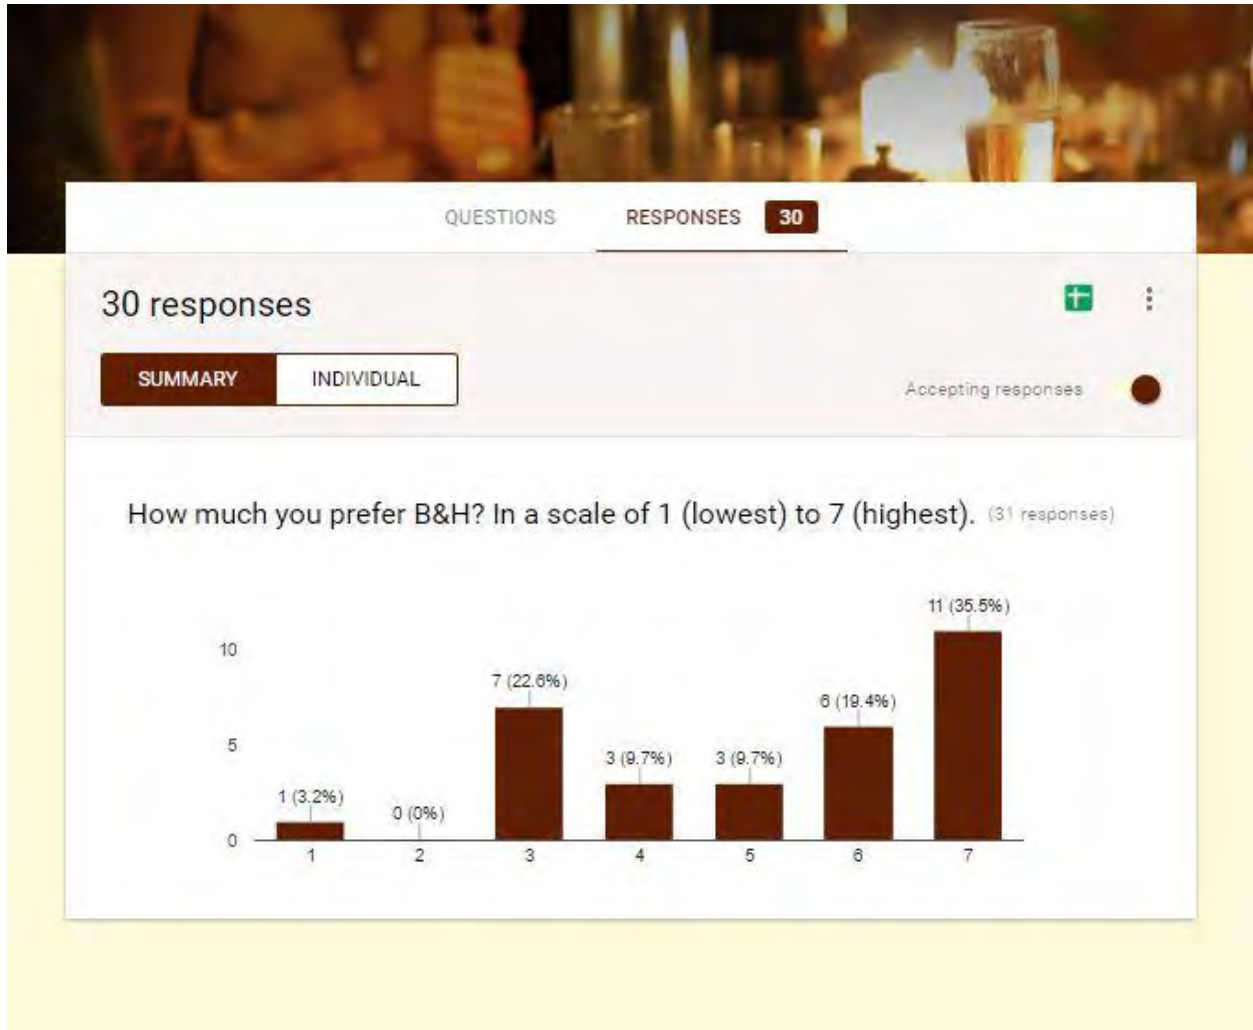 QUESTIONS RESPONSES 30
30 responses
SUMMARY INDIVIDUAL
Accepting responses
How much you prefer B&H? In a scale of 1 (lowest) to 7 (highest). (31 responses)
11 (35.5%)
10
7 (22.6%)
6 (19.4%)
5
3 (9.7%) 3 (9.7%)
1 (3.2%)
0 (0%)
0
1 2 3 4 5 6 7